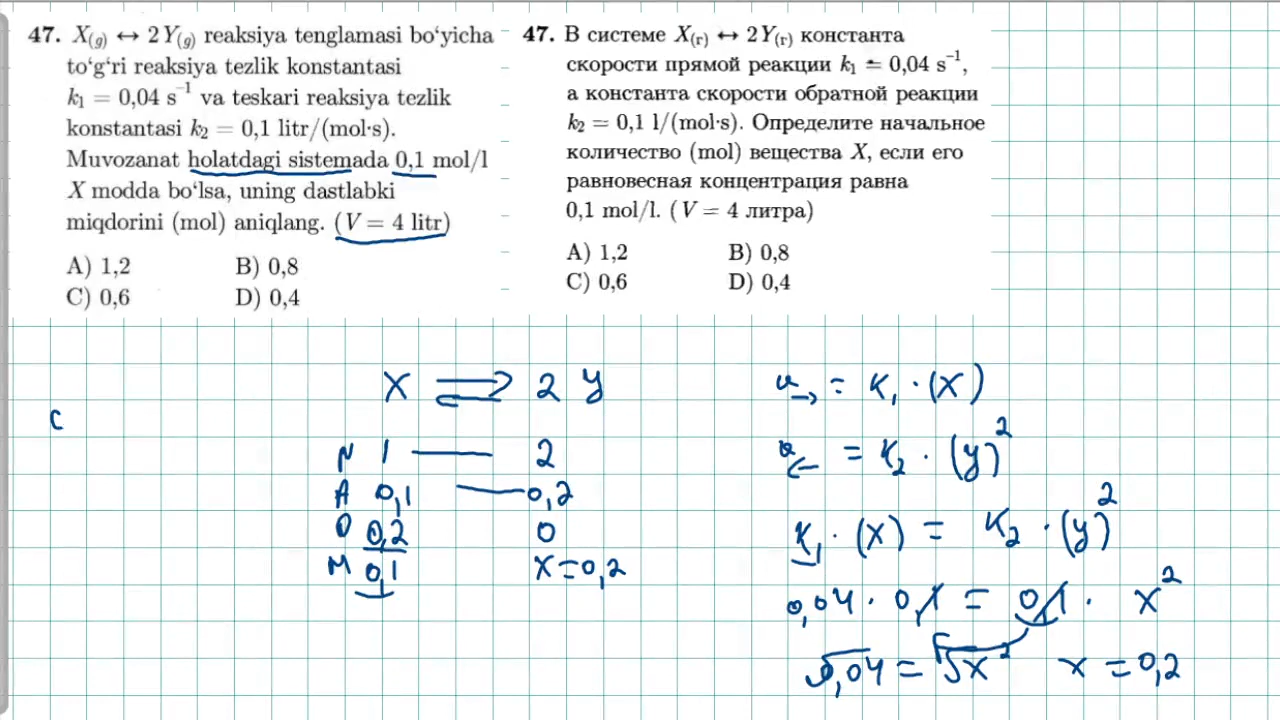 47. X(g) ↔ 2Y(g) reaksiya tenglamasi bo‘yicha
to‘g‘ri reaksiya tezlik konstantasi
k₁ = 0,04 s⁻¹ va teskari reaksiya tezlik
konstantasi k₂ = 0,1 litr/(mol·s).
Muvozanat holatdagi sistemada 0,1 mol/l
X modda bo‘lsa, uning dastlabki
miqdorini (mol) aniqlang. (V = 4 litr)
A) 1,2 B) 0,8
C) 0,6 D) 0,4
47. В системе X(г) ↔ 2Y(г) константа
скорости прямой реакции k₁ = 0,04 s⁻¹,
а константа скорости обратной реакции
k₂ = 0,1 l/(mol·s). Определите начальное
количество (mol) вещества X, если его
равновесная концентрация равна
0,1 mol/l. (V = 4 литра)
A) 1,2 B) 0,8
C) 0,6 D) 0,4
X ⇌ 2 y
C
N 1 — 2
A 0,1 — 0,2
D 0,2 0
M 0,1 x=0,2
v→ = K₁ · (X)
v← = K₂ · (y)²
K₁ · (X) = K₂ · (y)²
0,04 · 0,1 = 0,1 · x²
√0,04 = √x² x = 0,2